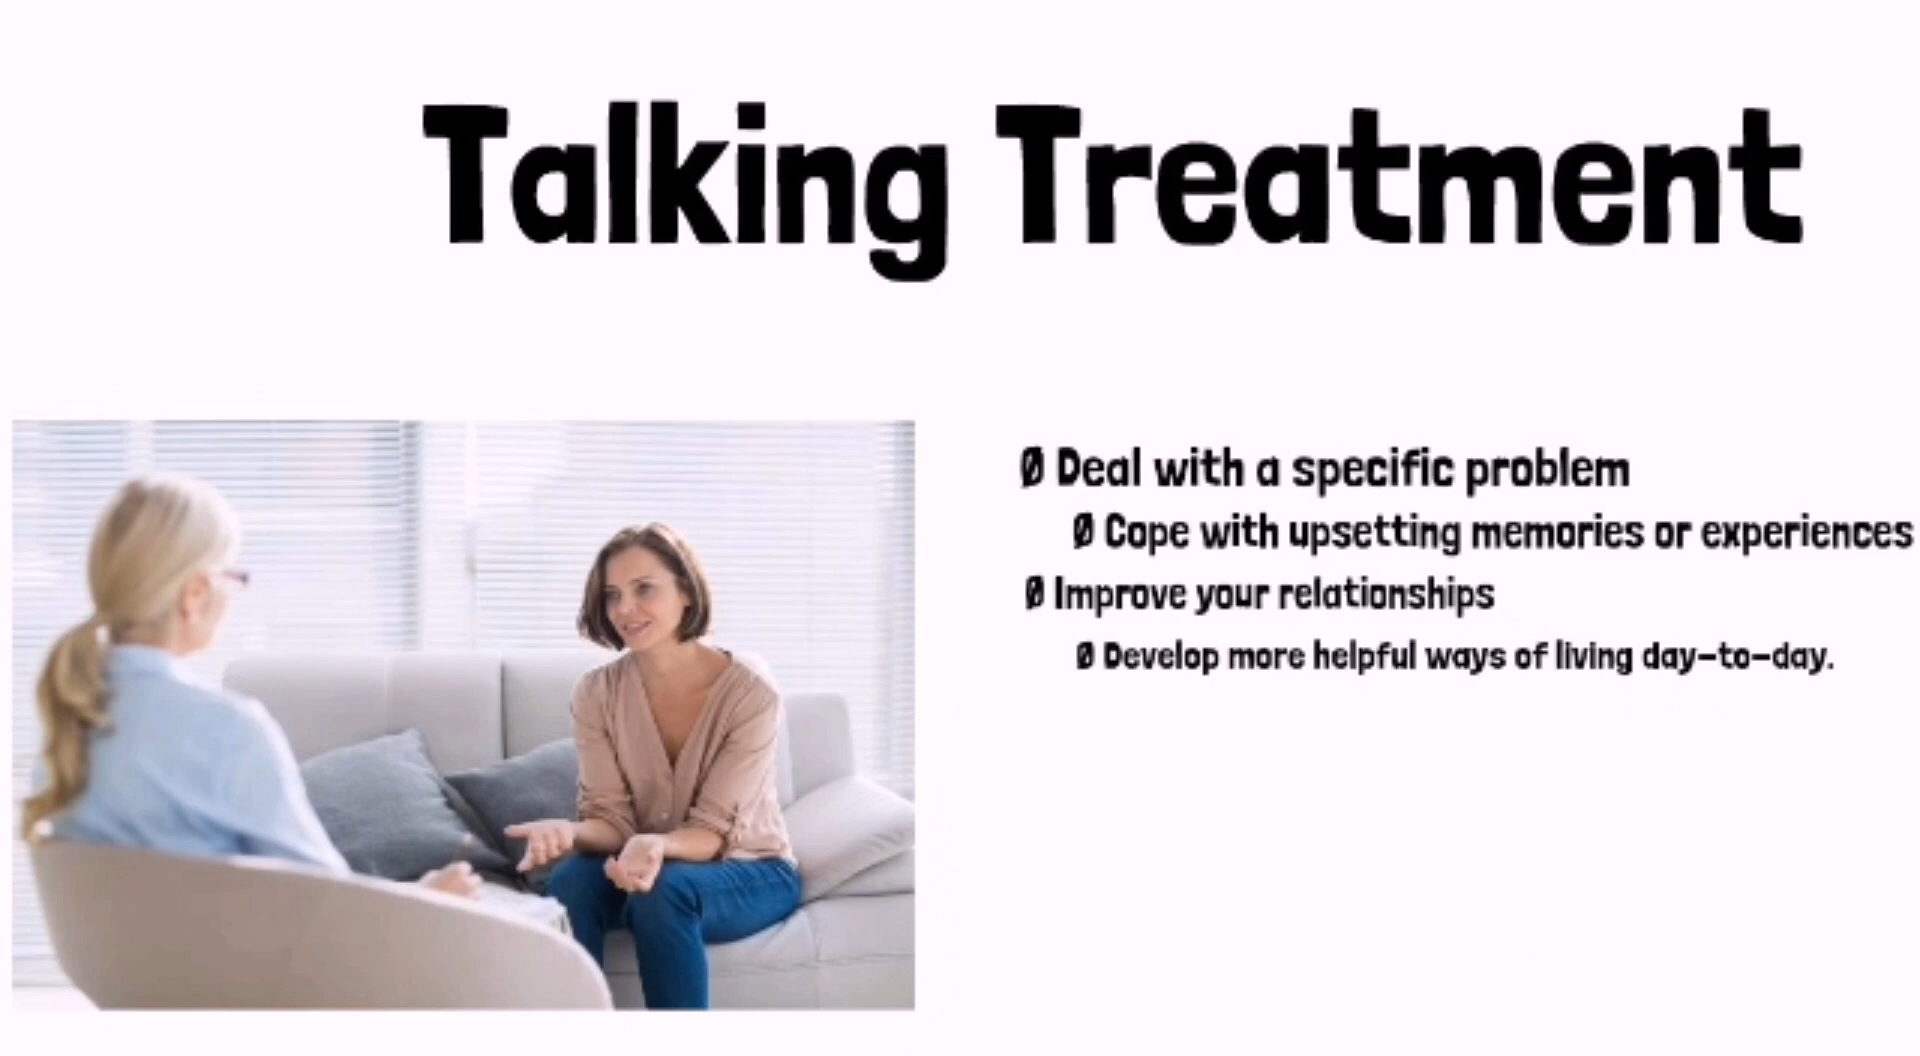 Talking Treatment
Ø Deal with a specific problem
Ø Cope with upsetting memories or experiences
Ø Improve your relationships
Ø Develop more helpful ways of living day-to-day.